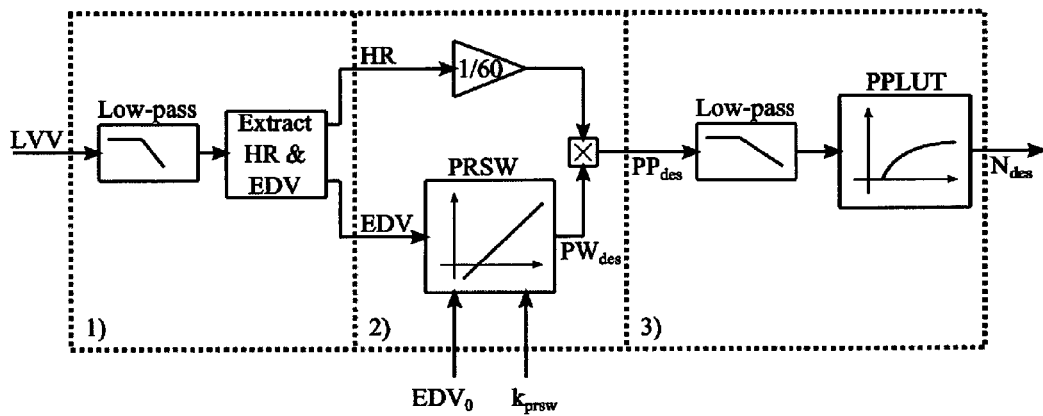 LVV
Low-pass
Extract
HR &
EDV
1)
HR
1/60
EDV
PRSW
×
PW_des
2)
EDV_0
k_prsw
PP_des
Low-pass
PPLUT
N_des
3)